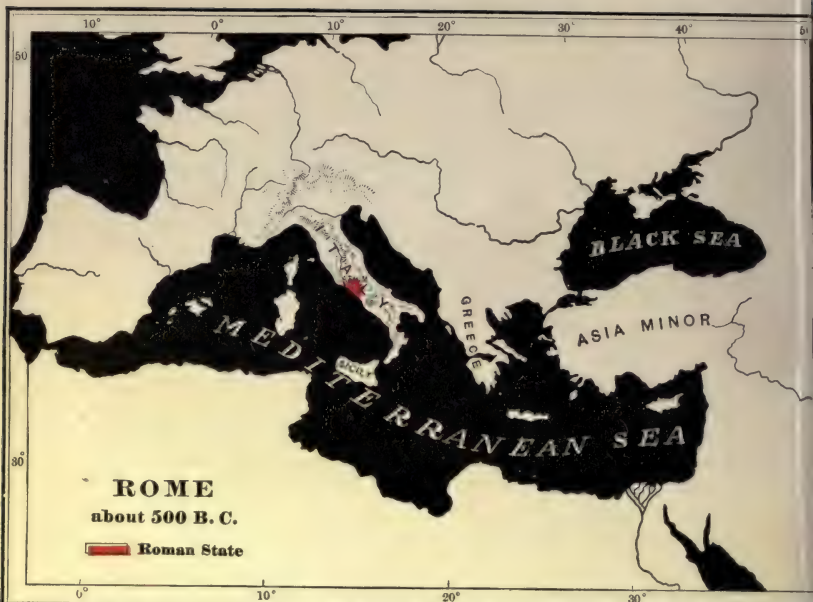 10° 0° 10° 20° 30° 40°
50
BLACK SEA
ITALY
GREECE
ASIA MINOR
SICILY
MEDITERRANEAN SEA
30°
ROME
about 500 B. C.
Roman State
0° 10° 20° 30°